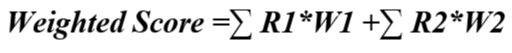 Weighted Score =∑ R1*W1 +∑ R2*W2